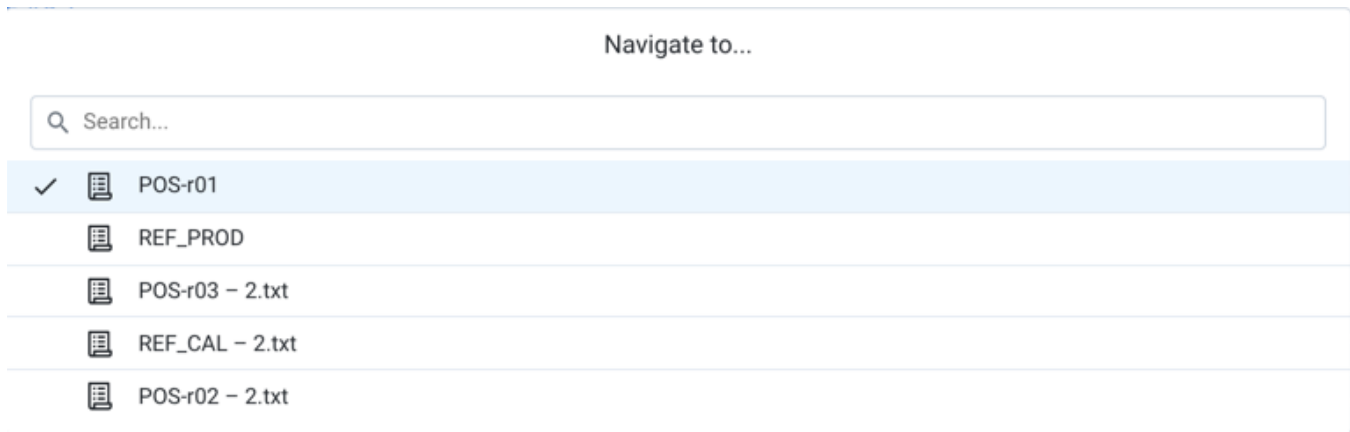 Navigate to...
Search...
POS-r01
REF_PROD
POS-r03 – 2.txt
REF_CAL – 2.txt
POS-r02 – 2.txt